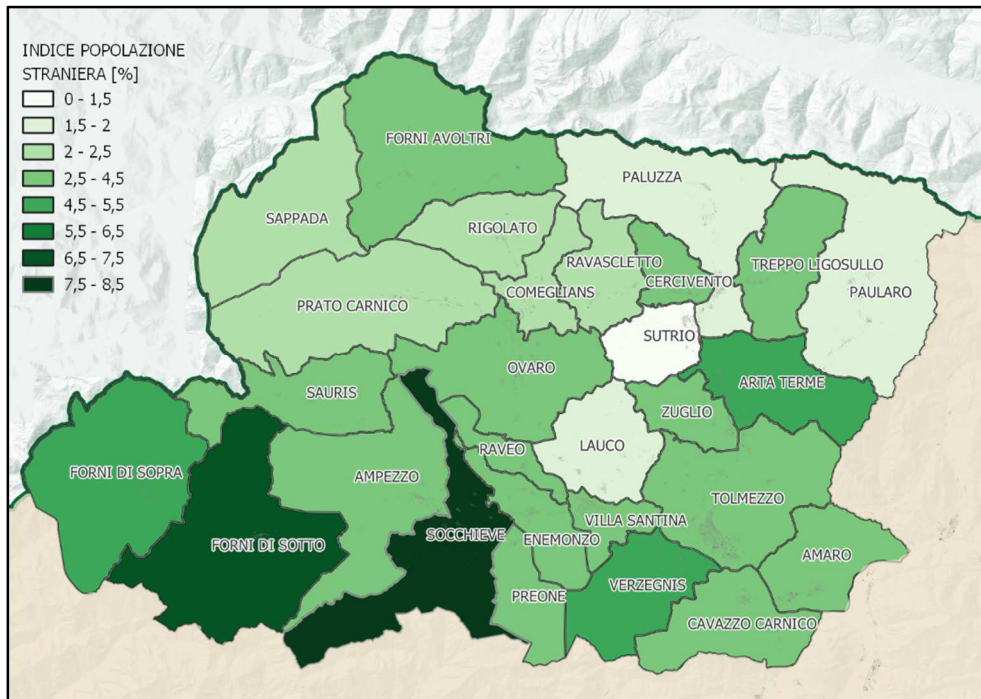 INDICE POPOLAZIONE
STRANIERA [%]
0 - 1,5
1,5 - 2
2 - 2,5
2,5 - 4,5
4,5 - 5,5
5,5 - 6,5
6,5 - 7,5
7,5 - 8,5
FORNI AVOLTRI
PALUZZA
SAPPADA
RIGOLATO
RAVASCLETTO
TREPPO LIGOSULLO
CERCIVENTO
COMEGLIANS
PAULARO
PRATO CARNICO
SUTRIO
OVARO
ARTA TERME
SAURIS
ZUGLIO
LAUCO
RAVEO
FORNI DI SOPRA
AMPEZZO
TOLMEZZO
VILLA SANTINA
SOCCHIEVE
ENEMONZO
FORNI DI SOTTO
AMARO
VERZEGNIS
PREONE
CAVAZZO CARNICO